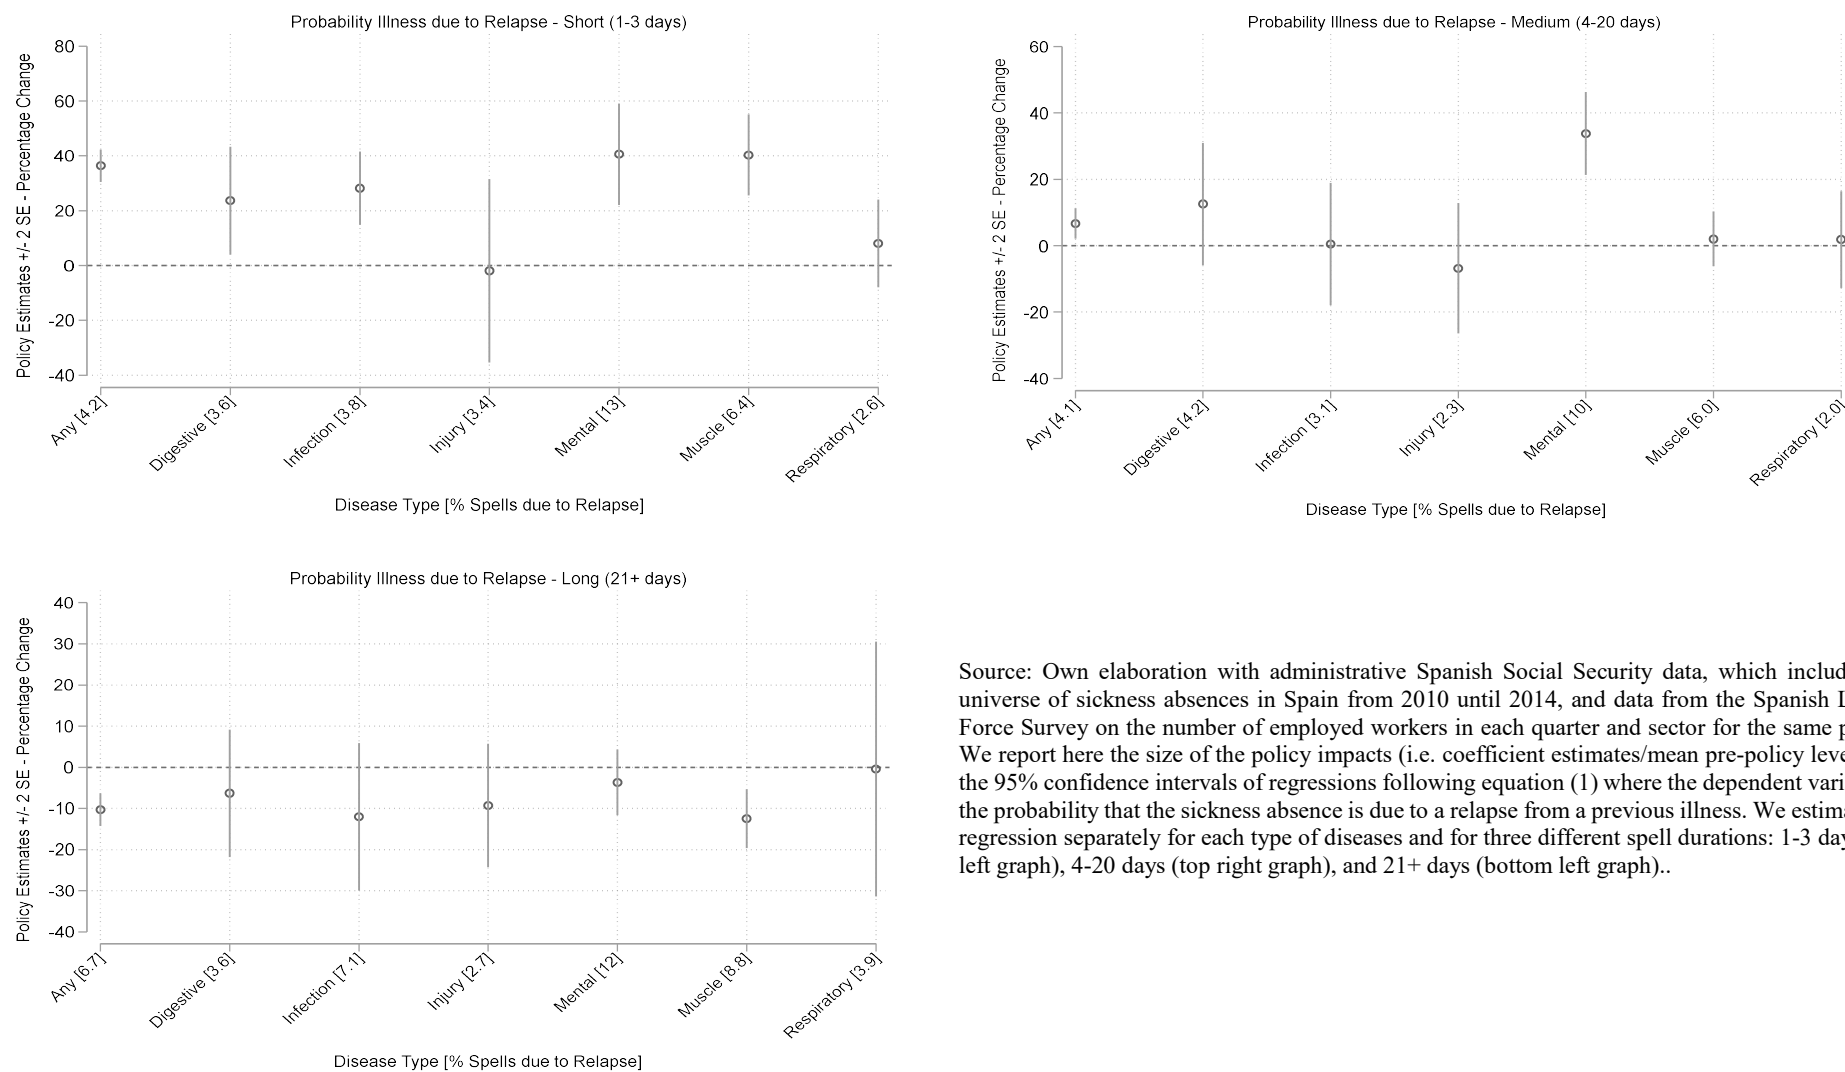 Probability Illness due to Relapse - Short (1-3 days)
Policy Estimates +/- 2 SE - Percentage Change
80
60
40
20
0
-20
-40
Any [4.2]
Digestive [3.6]
Infection [3.8]
Injury [3.4]
Mental [13]
Muscle [6.4]
Respiratory [2.6]
Disease Type [% Spells due to Relapse]
Probability Illness due to Relapse - Medium (4-20 days)
Policy Estimates +/- 2 SE - Percentage Change
60
40
20
0
-20
-40
Any [4.1]
Digestive [4.2]
Infection [3.1]
Injury [2.3]
Mental [10]
Muscle [6.0]
Respiratory [2.0]
Disease Type [% Spells due to Relapse]
Probability Illness due to Relapse - Long (21+ days)
Policy Estimates +/- 2 SE - Percentage Change
40
30
20
10
0
-10
-20
-30
-40
Any [6.7]
Digestive [3.6]
Infection [7.1]
Injury [2.7]
Mental [12]
Muscle [8.8]
Respiratory [3.9]
Disease Type [% Spells due to Relapse]
Source: Own elaboration with administrative Spanish Social Security data, which includ
universe of sickness absences in Spain from 2010 until 2014, and data from the Spanish
Force Survey on the number of employed workers in each quarter and sector for the same
We report here the size of the policy impacts (i.e. coefficient estimates/mean pre-policy leve
the 95% confidence intervals of regressions following equation (1) where the dependent vari
the probability that the sickness absence is due to a relapse from a previous illness. We estima
regression separately for each type of diseases and for three different spell durations: 1-3 day
left graph), 4-20 days (top right graph), and 21+ days (bottom left graph)..